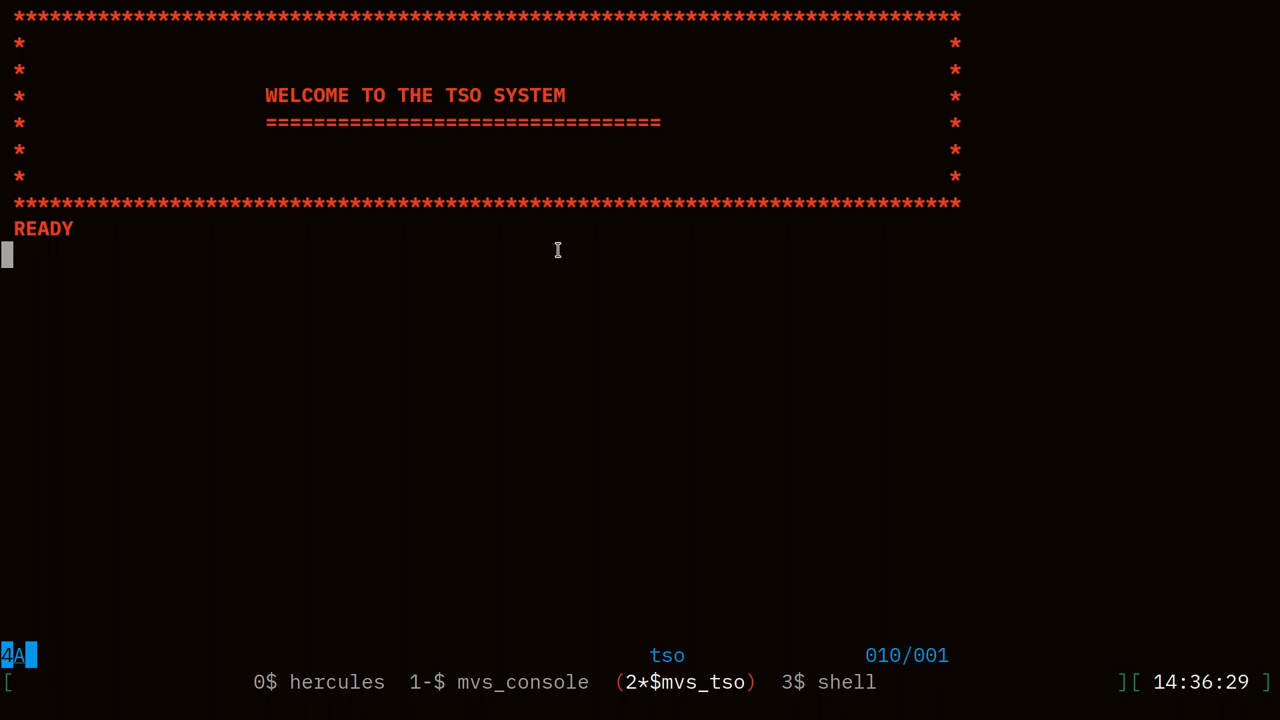 *******************************************************************************
* *
* *
* WELCOME TO THE TSO SYSTEM *
* ================================= *
* *
* *
*******************************************************************************
READY
4A tso 010/001
[ 0$ hercules 1-$ mvs_console (2*$mvs_tso) 3$ shell ][ 14:36:29 ]